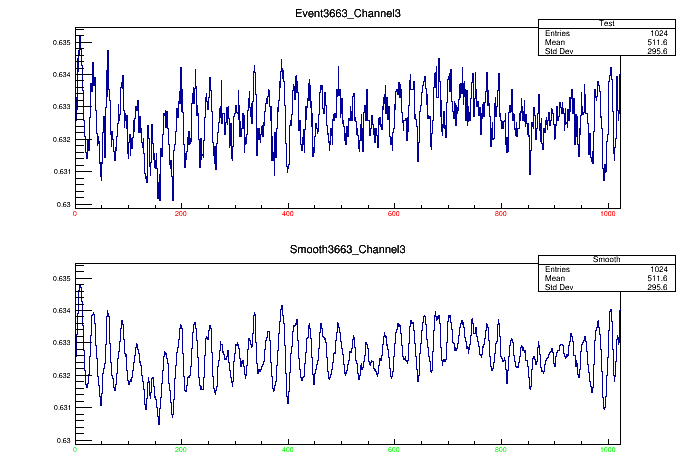 Event3663_Channel3
Test
Entries 1024
Mean 511.6
Std Dev 295.6
0.635
0.634
0.633
0.632
0.631
0.63
0 200 400 600 800 1000
Smooth3663_Channel3
Smooth
Entries 1024
Mean 511.6
Std Dev 295.6
0.635
0.634
0.633
0.632
0.631
0.63
0 200 400 600 800 1000